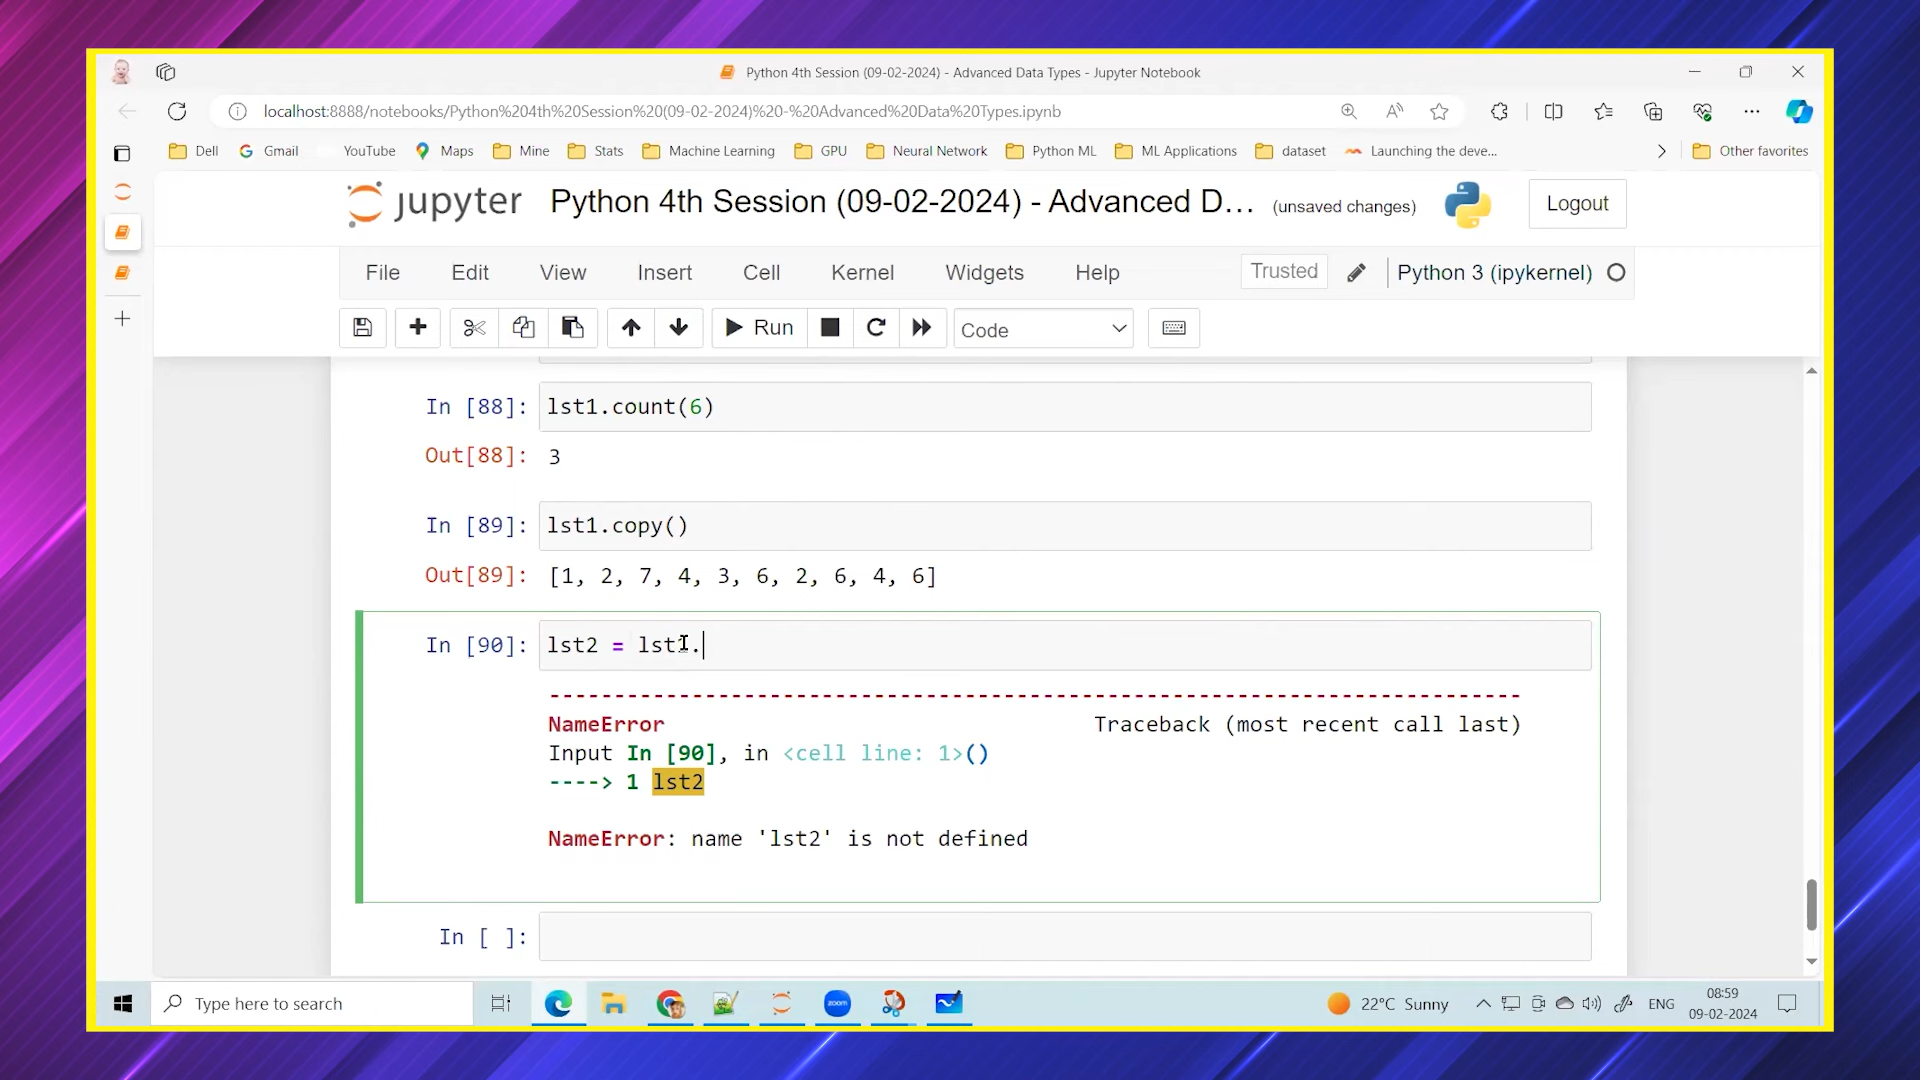 Python 4th Session (09-02-2024) - Advanced Data Types - Jupyter Notebook
localhost:8888/notebooks/Python%204th%20Session%20(09-02-2024)%20-%20Advanced%20Data%20Types.ipynb
Dell Gmail YouTube Maps Mine Stats Machine Learning GPU Neural Network Python ML ML Applications dataset Launching the deve... Other favorites
jupyter Python 4th Session (09-02-2024) - Advanced D... (unsaved changes) Logout
File Edit View Insert Cell Kernel Widgets Help Trusted Python 3 (ipykernel)
Run Code
In [88]: lst1.count(6)
Out[88]: 3
In [89]: lst1.copy()
Out[89]: [1, 2, 7, 4, 3, 6, 2, 6, 4, 6]
In [90]: lst2 = lst1.
---------------------------------------------------------------------------
NameError Traceback (most recent call last)
Input In [90], in <cell line: 1>()
----> 1 lst2
NameError: name 'lst2' is not defined
In [ ]:
Type here to search zoom 22°C Sunny ENG 08:59
09-02-2024